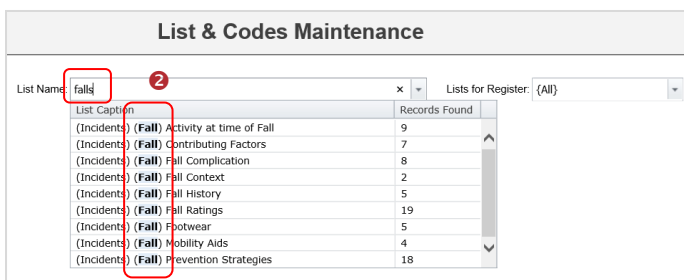 List & Codes Maintenance
List Name: falls × Lists for Register: {All}
2
List Caption Records Found
(Incidents) (Fall) Activity at time of Fall 9
(Incidents) (Fall) Contributing Factors 7
(Incidents) (Fall) Fall Complication 8
(Incidents) (Fall) Fall Context 2
(Incidents) (Fall) Fall History 5
(Incidents) (Fall) Fall Ratings 19
(Incidents) (Fall) Footwear 5
(Incidents) (Fall) Mobility Aids 4
(Incidents) (Fall) Prevention Strategies 18